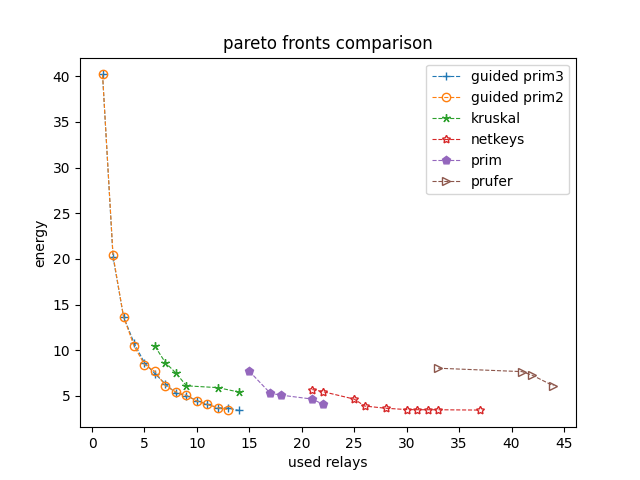 pareto fronts comparison
guided prim3
guided prim2
kruskal
netkeys
prim
prufer
energy
40
35
30
25
20
15
10
5
0 5 10 15 20 25 30 35 40 45
used relays